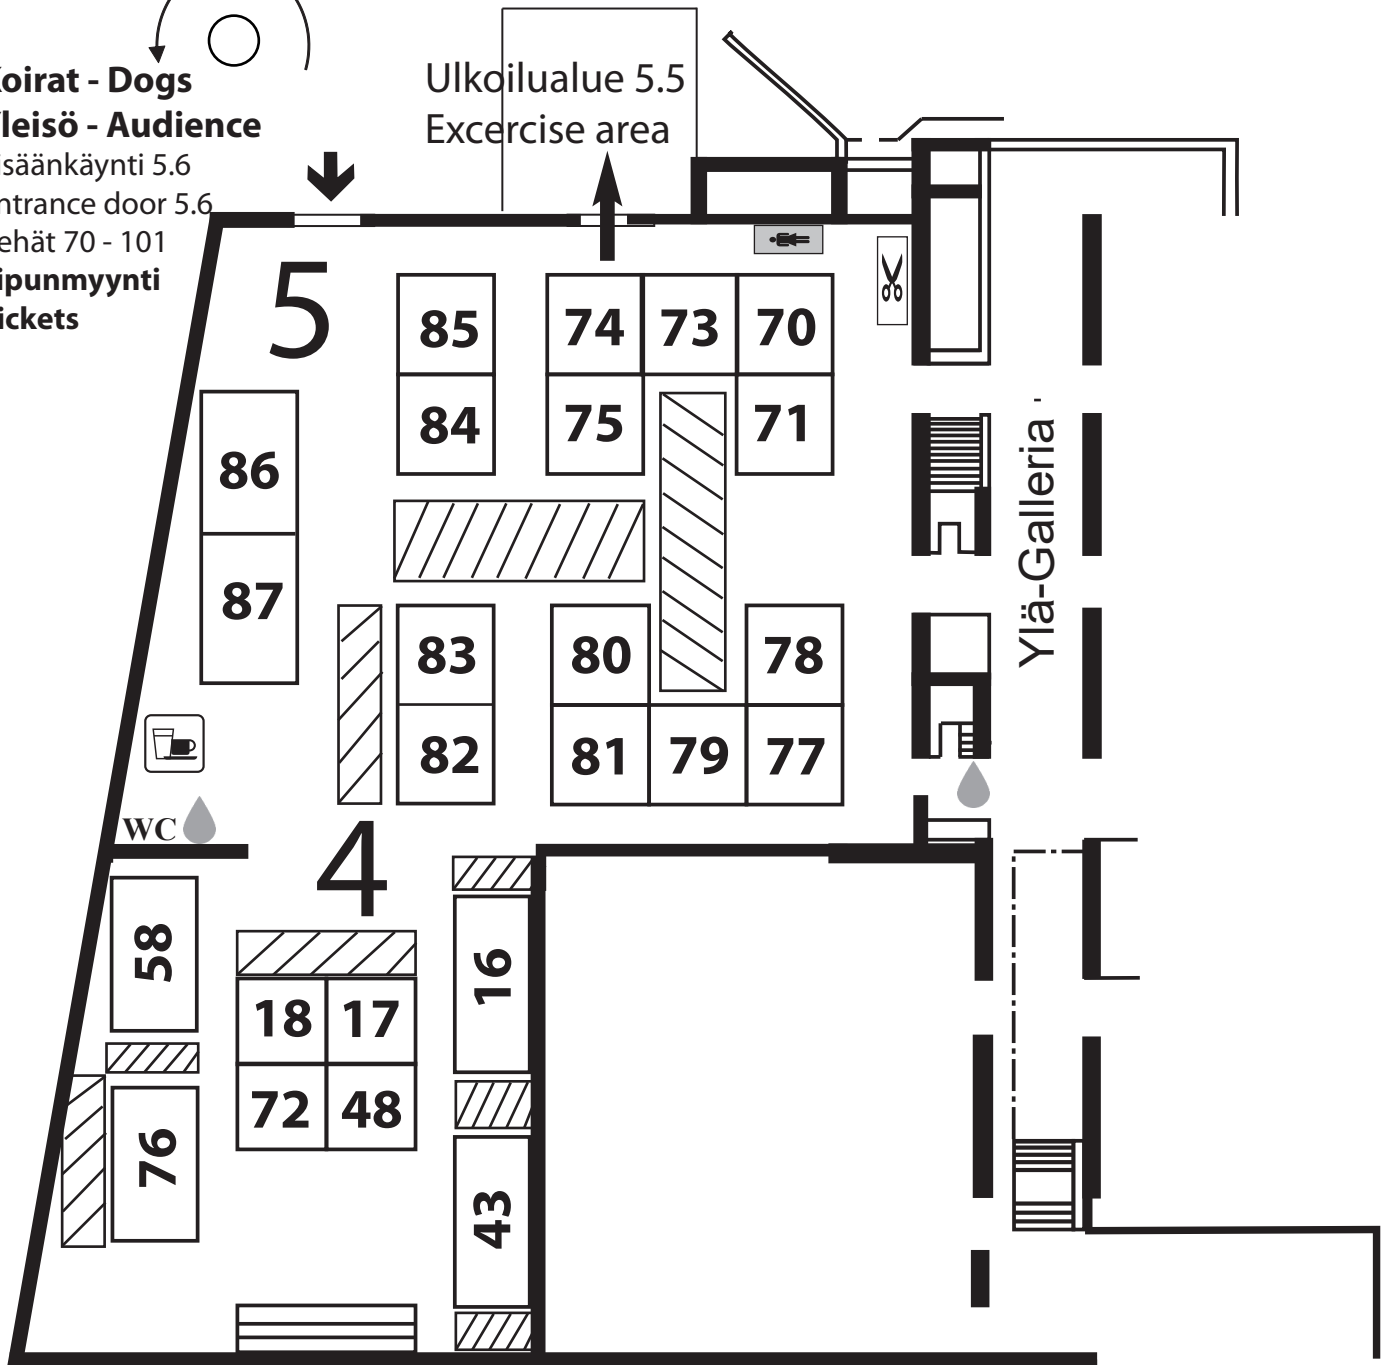 oirat - Dogs
leisö - Audience
isäänkäynti 5.6
ntrance door 5.6
ehät 70 - 101
ipunmyynti
ickets
Ulkoilualue 5.5
Excercise area
5
85
74
73
70
84
75
71
86
87
83
80
78
82
81
79
77
Ylä-Galleria
WC
4
58
16
18
17
72
48
76
43